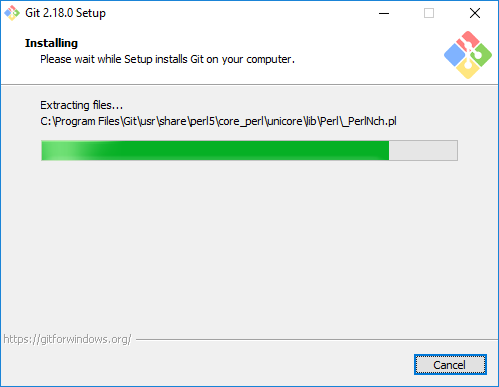 Git 2.18.0 Setup
Installing
Please wait while Setup installs Git on your computer.
Extracting files...
C:\Program Files\Git\usr\share\perl5\core_perl\unicore\lib\Perl\_PerlNch.pl
https://gitforwindows.org/
Cancel